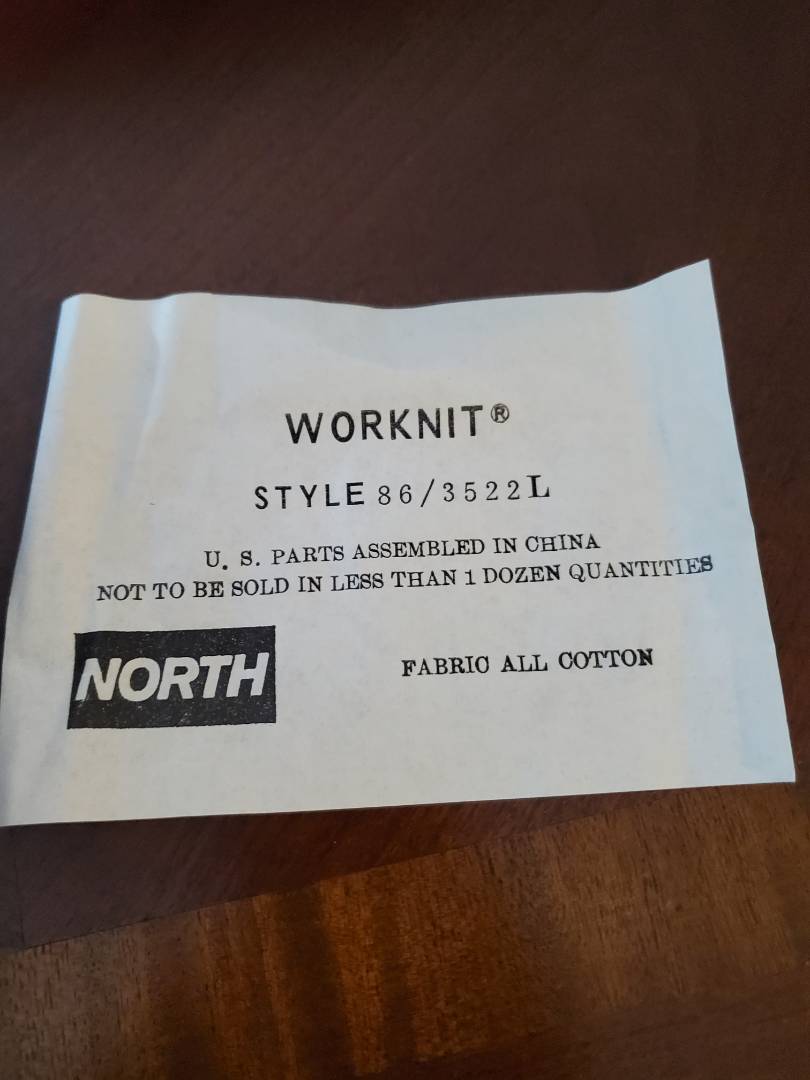 WORKNIT®
STYLE 86/3522L
U. S. PARTS ASSEMBLED IN CHINA
NOT TO BE SOLD IN LESS THAN 1 DOZEN QUANTITIES
NORTH
FABRIC ALL COTTON